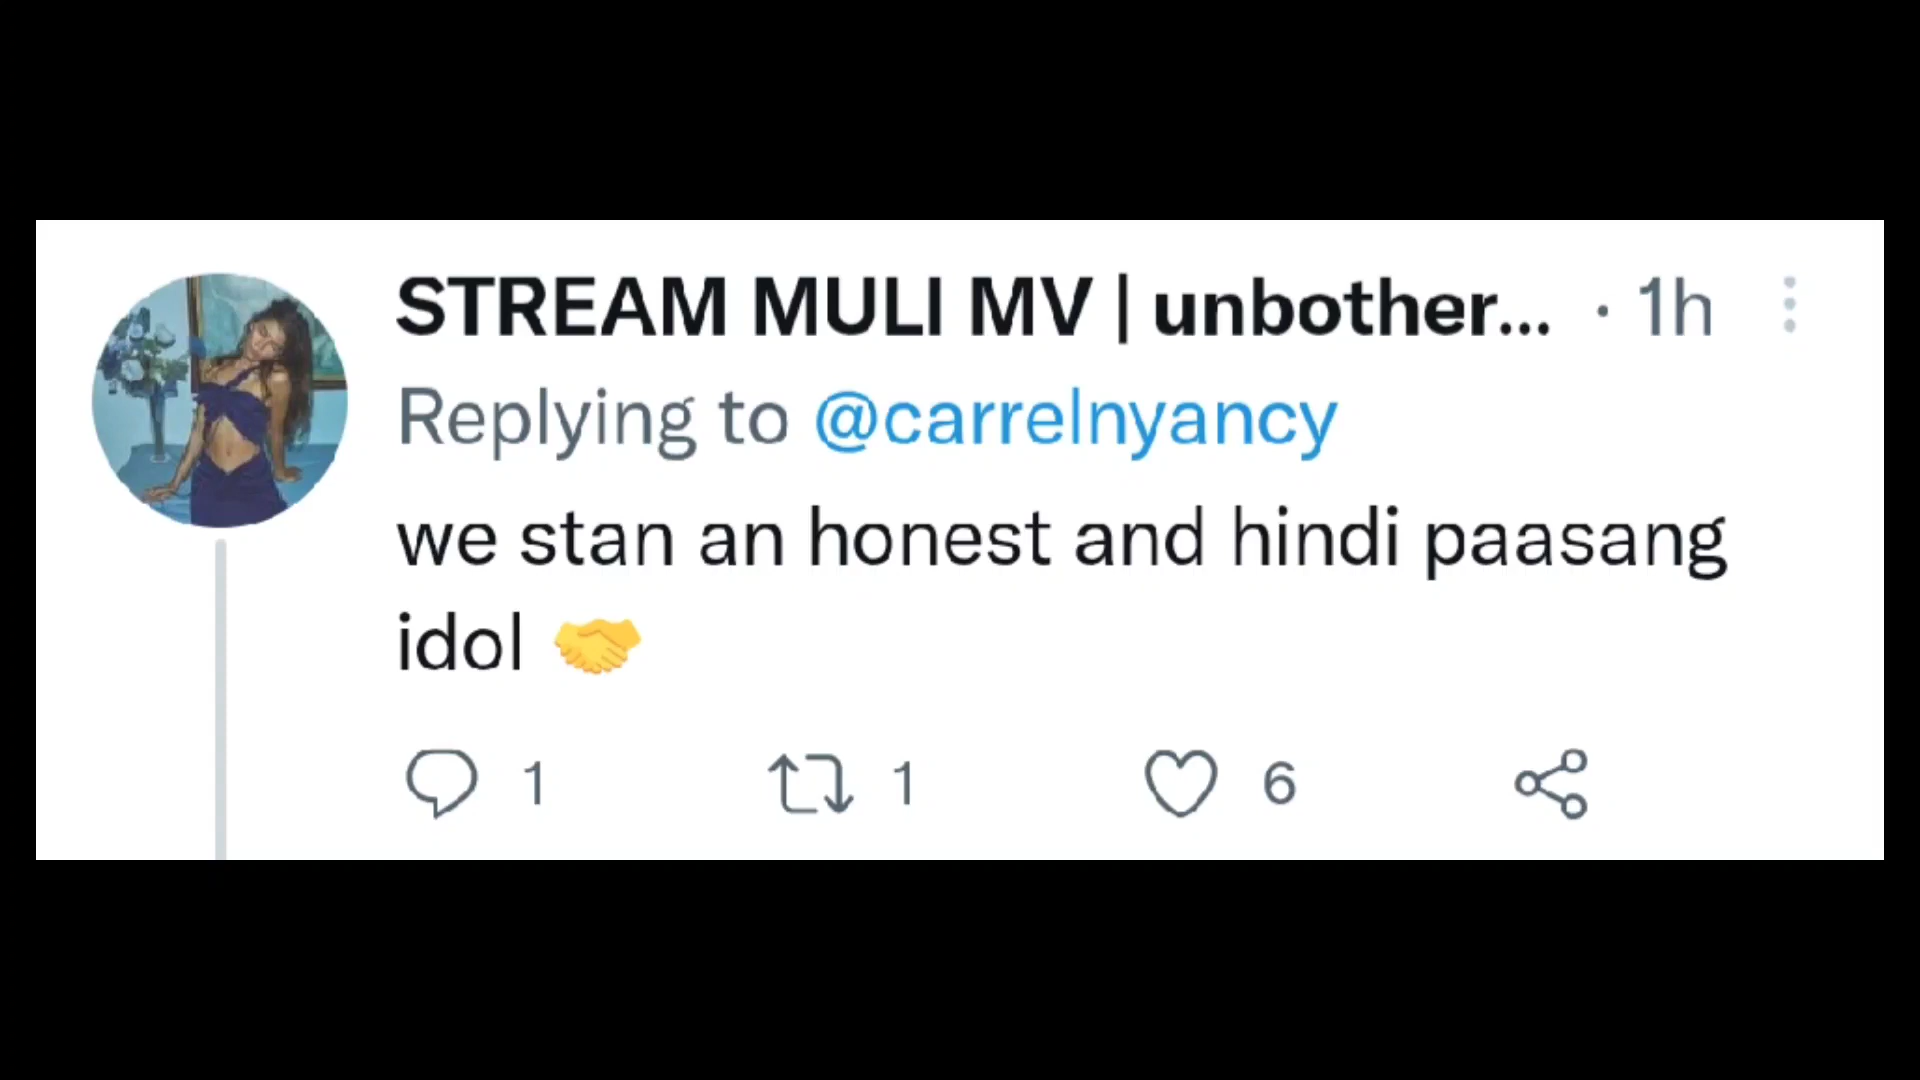 STREAM MULI MV | unbother... · 1h
Replying to @carrelnyancy
we stan an honest and hindi paasang
idol 🤝
1 1 6